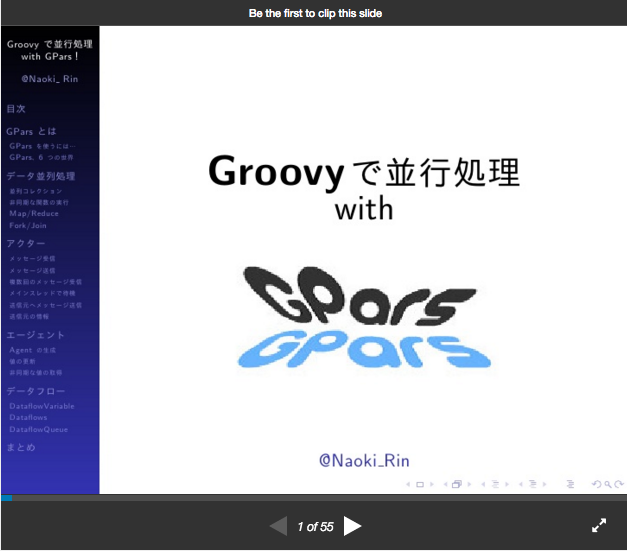 Be the first to clip this slide
Groovy で並行処理
with GPars！
@Naoki_ Rin
目次
GPars とは
GPars を使うには…
GPars, 6 つの世界
データ並列処理
並列コレクション
非同期な関数の実行
Map/Reduce
Fork/Join
アクター
メッセージ受信
メッセージ送信
複数回のメッセージ受信
メインスレッドで待機
送信元へメッセージ送信
送信元の情報
エージェント
Agent の生成
値の更新
非同期な値の取得
データフロー
DataflowVariable
Dataflows
DataflowQueue
まとめ
Groovyで並行処理
with
GPars
GPars
@Naoki_Rin
1 of 55